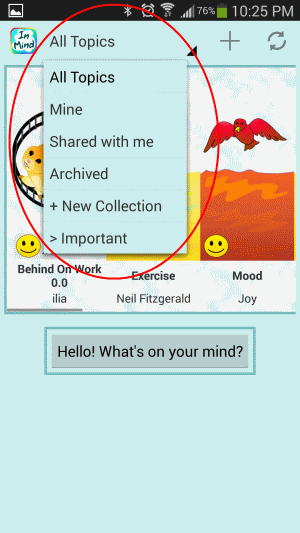 76% 10:25 PM
In
Mind
All Topics
All Topics
Mine
Shared with me
Archived
+ New Collection
> Important
Behind On Work
0.0
ilia
Exercise
Neil Fitzgerald
Mood
Joy
Hello! What's on your mind?